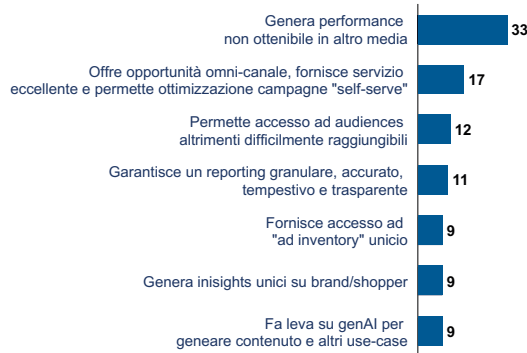 Genera performance
non ottenibile in altro media
33
Offre opportunità omni-canale, fornisce servizio
eccellente e permette ottimizzazione campagne "self-serve"
17
Permette accesso ad audiences
altrimenti difficilmente raggiungibili
12
Garantisce un reporting granulare, accurato,
tempestivo e trasparente
11
Fornisce accesso ad
"ad inventory" unicio
9
Genera inisights unici su brand/shopper
9
Fa leva su genAI per
geneare contenuto e altri use-case
9